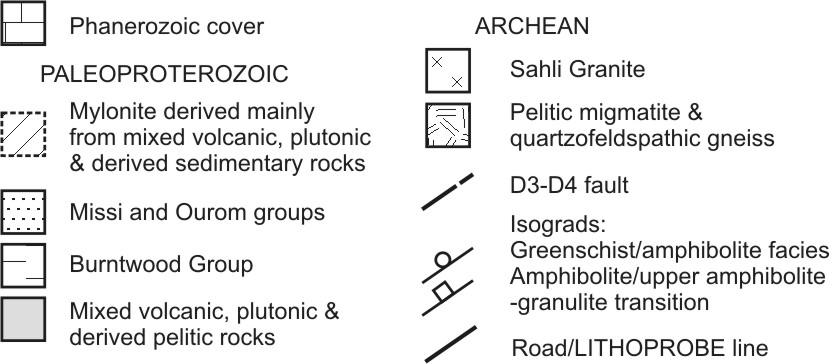 Phanerozoic cover
PALEOPROTEROZOIC
Mylonite derived mainly
from mixed volcanic, plutonic
& derived sedimentary rocks
Missi and Ourom groups
Burntwood Group
Mixed volcanic, plutonic &
derived pelitic rocks
ARCHEAN
Sahli Granite
Pelitic migmatite &
quartzofeldspathic gneiss
D3-D4 fault
Isograds:
Greenschist/amphibolite facies
Amphibolite/upper amphibolite
-granulite transition
Road/LITHOPROBE line